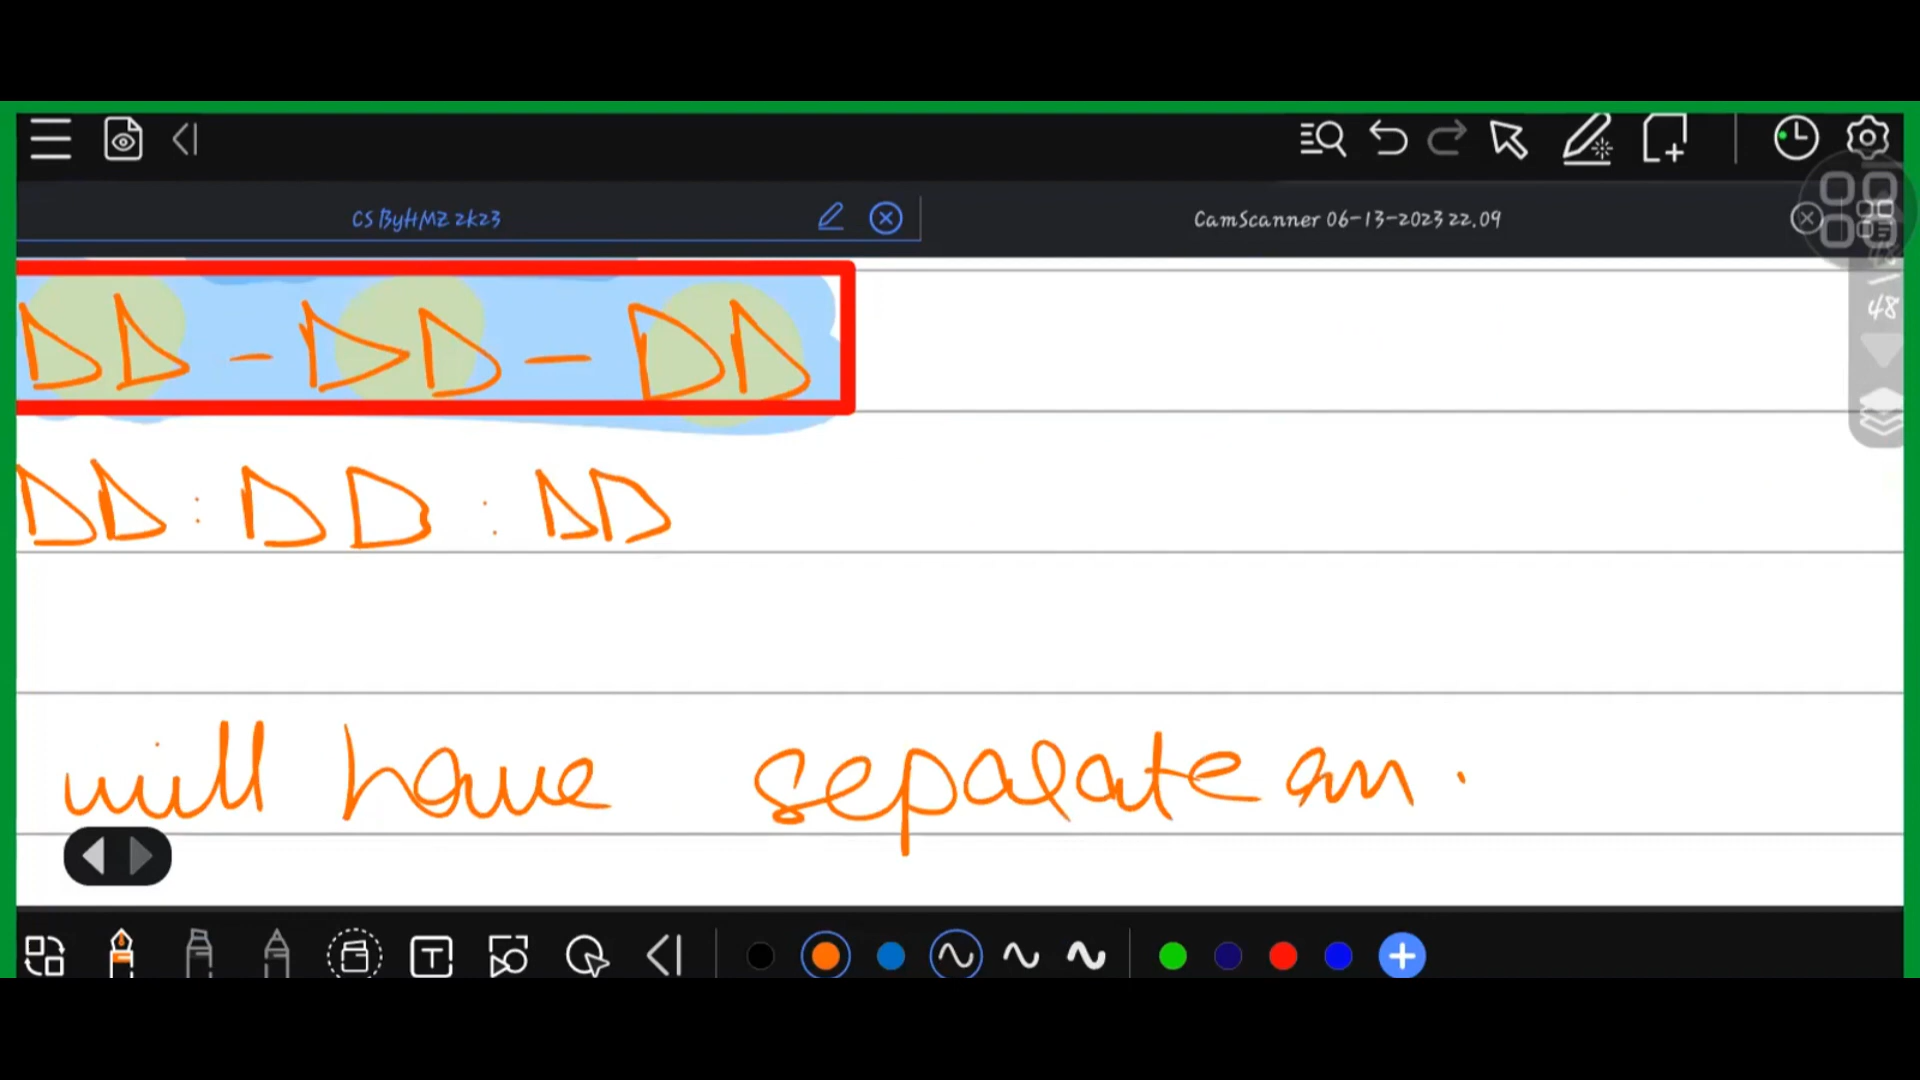 CS ByHMZ 2k23
CamScanner 06-13-2023 22.09
48
DD - DD - DD
DD : DD : DD
will have separate an .